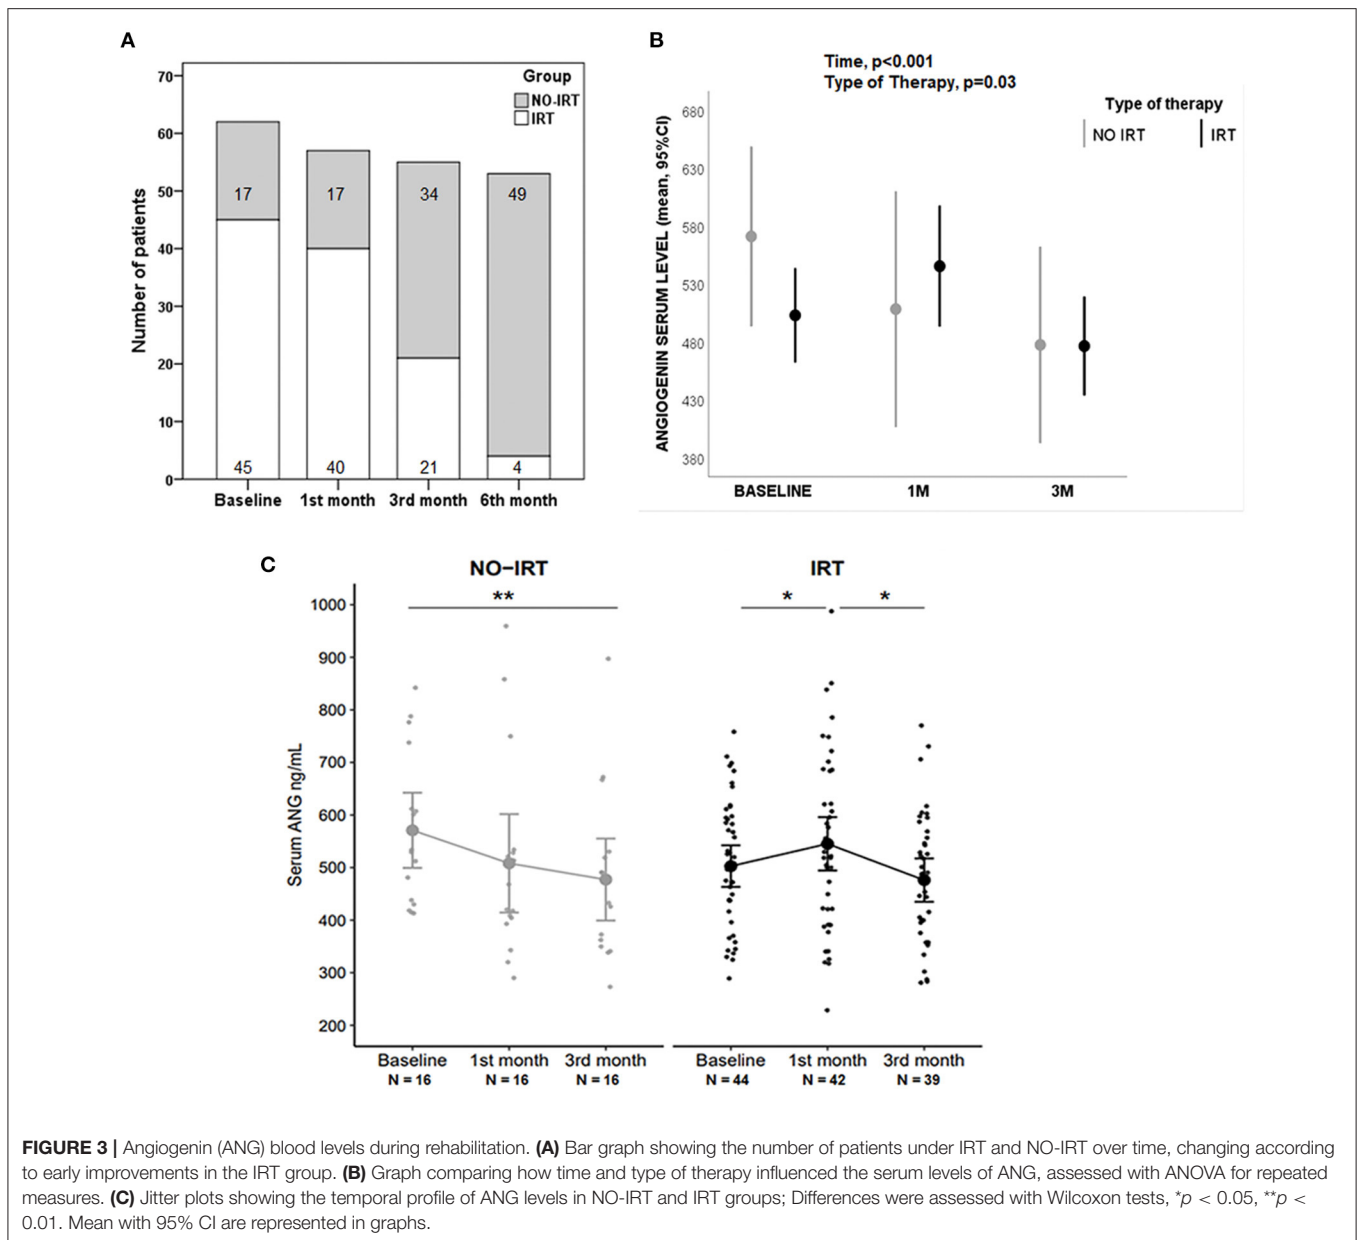 A
Group
NO-IRT
IRT
Number of patients
70
60
50
40
30
20
10
0
17
17
34
49
45
40
21
4
Baseline
1st month
3rd month
6th month
B
Time, p<0.001
Type of Therapy, p=0.03
Type of therapy
NO IRT
IRT
ANGIOGENIN SERUM LEVEL (mean, 95%CI)
680
630
580
530
480
430
380
BASELINE
1M
3M
C
NO−IRT
IRT
**
*
*
Serum ANG ng/mL
1000
900
800
700
600
500
400
300
200
Baseline
1st month
3rd month
Baseline
1st month
3rd month
N = 16
N = 16
N = 16
N = 44
N = 42
N = 39
FIGURE 3 | Angiogenin (ANG) blood levels during rehabilitation. (A) Bar graph showing the number of patients under IRT and NO-IRT over time, changing according
to early improvements in the IRT group. (B) Graph comparing how time and type of therapy influenced the serum levels of ANG, assessed with ANOVA for repeated
measures. (C) Jitter plots showing the temporal profile of ANG levels in NO-IRT and IRT groups; Differences were assessed with Wilcoxon tests, *p < 0.05, **p <
0.01. Mean with 95% CI are represented in graphs.